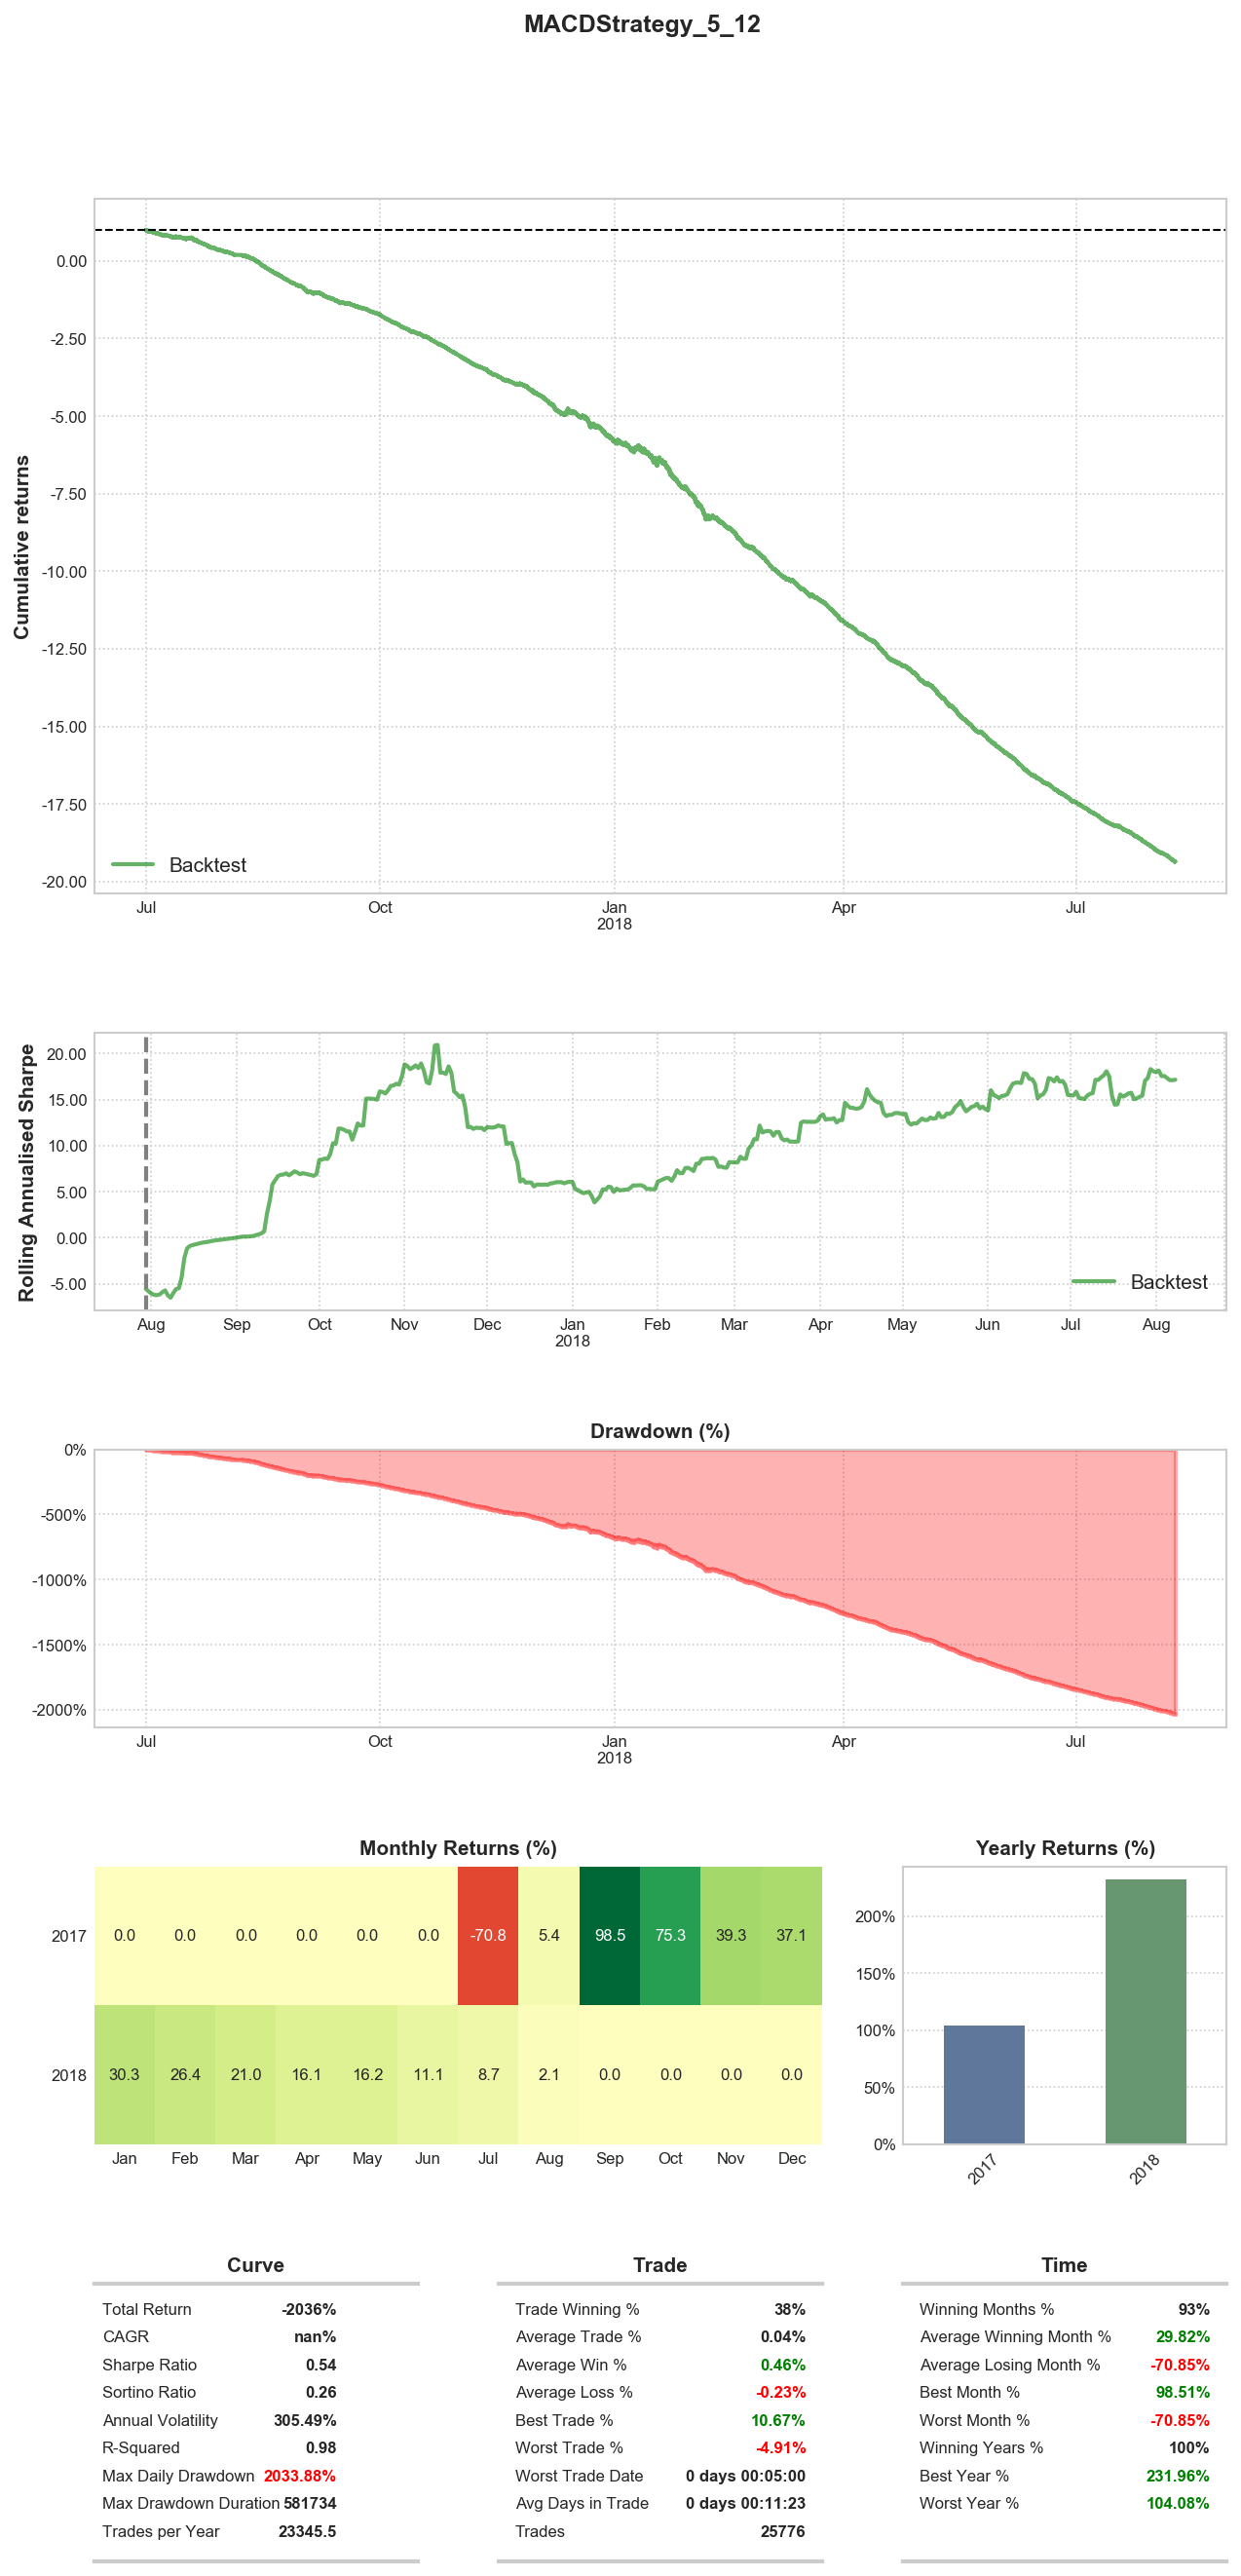 MACDStrategy_5_12
Cumulative returns
0.00
-2.50
-5.00
-7.50
-10.00
-12.50
-15.00
-17.50
-20.00
Backtest
Jul Oct Jan Apr Jul
2018
Rolling Annualised Sharpe
20.00
15.00
10.00
5.00
0.00
-5.00
Backtest
Aug Sep Oct Nov Dec Jan Feb Mar Apr May Jun Jul Aug
2018
Drawdown (%)
0%
-500%
-1000%
-1500%
-2000%
Jul Oct Jan Apr Jul
2018
Monthly Returns (%)
2017 0.0 0.0 0.0 0.0 0.0 0.0 -70.8 5.4 98.5 75.3 39.3 37.1
2018 30.3 26.4 21.0 16.1 16.2 11.1 8.7 2.1 0.0 0.0 0.0 0.0
Jan Feb Mar Apr May Jun Jul Aug Sep Oct Nov Dec
Yearly Returns (%)
200%
150%
100%
50%
0%
2017 2018
Curve
Total Return -2036%
CAGR nan%
Sharpe Ratio 0.54
Sortino Ratio 0.26
Annual Volatility 305.49%
R-Squared 0.98
Max Daily Drawdown 2033.88%
Max Drawdown Duration 581734
Trades per Year 23345.5
Trade
Trade Winning % 38%
Average Trade % 0.04%
Average Win % 0.46%
Average Loss % -0.23%
Best Trade % 10.67%
Worst Trade % -4.91%
Worst Trade Date 0 days 00:05:00
Avg Days in Trade 0 days 00:11:23
Trades 25776
Time
Winning Months % 93%
Average Winning Month % 29.82%
Average Losing Month % -70.85%
Best Month % 98.51%
Worst Month % -70.85%
Winning Years % 100%
Best Year % 231.96%
Worst Year % 104.08%